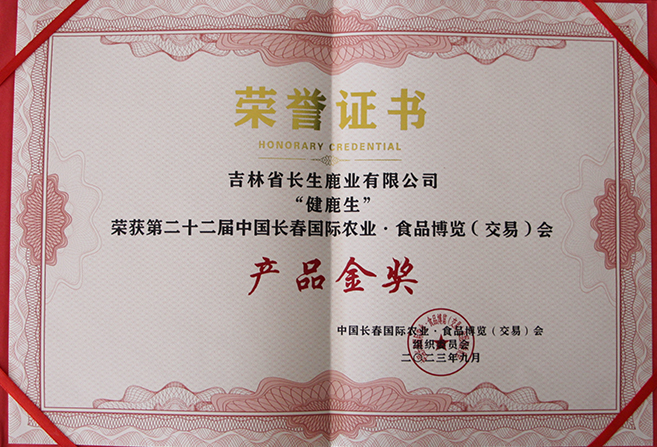 荣誉证书
HONORARY CREDENTIAL
吉林省长生鹿业有限公司
“健鹿生”
荣获第二十二届中国长春国际农业·食品博览（交易）会
产品金奖
中国长春国际农业·食品博览（交易）会
组织委员会
二〇二三年九月